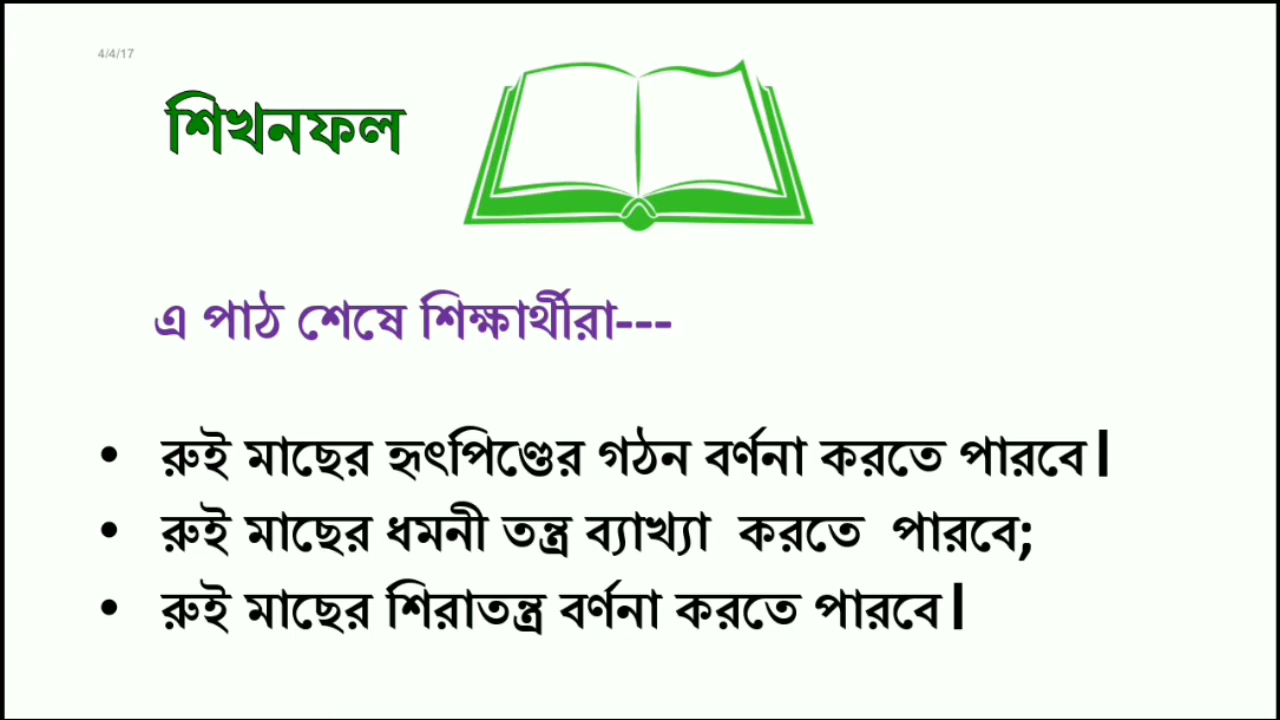 4/4/17
শিখনফল
এ পাঠ শেষে শিক্ষার্থীরা---
• রুই মাছের হৃৎপিণ্ডের গঠন বর্ণনা করতে পারবে।
• রুই মাছের ধমনী তন্ত্র ব্যাখ্যা করতে পারবে;
• রুই মাছের শিরাতন্ত্র বর্ণনা করতে পারবে।